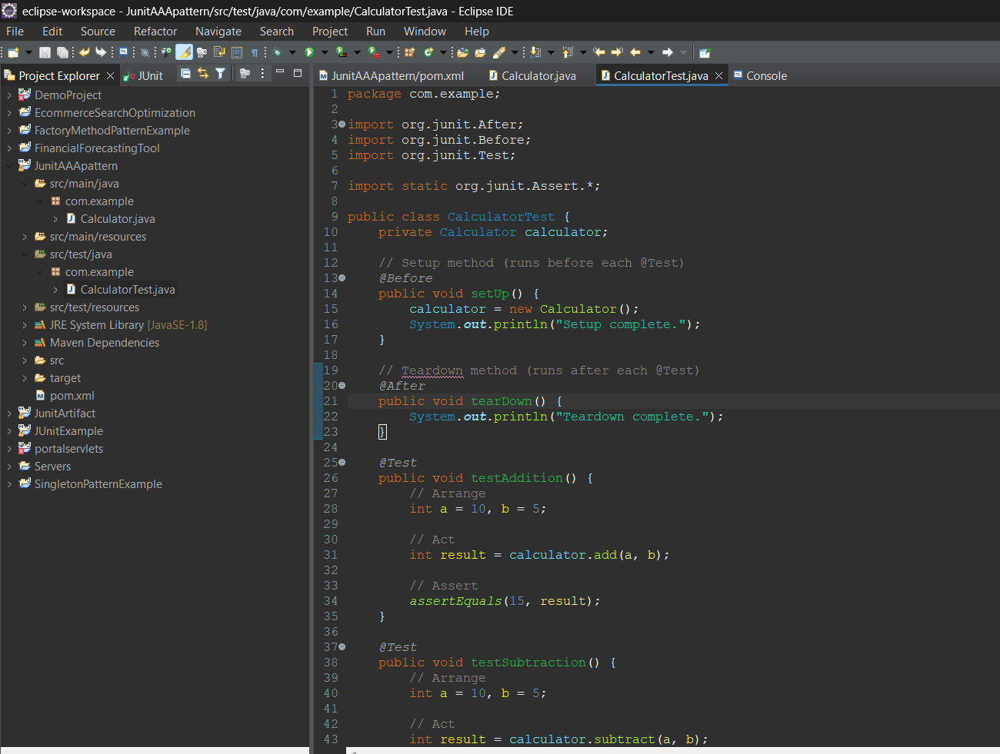 eclipse-workspace - JunitAAApattern/src/test/java/com/example/CalculatorTest.java - Eclipse IDE
File Edit Source Refactor Navigate Search Project Run Window Help
Project Explorer JUnit
DemoProject
EcommerceSearchOptimization
FactoryMethodPatternExample
FinancialForecastingTool
JunitAAApattern
src/main/java
com.example
Calculator.java
src/main/resources
src/test/java
com.example
CalculatorTest.java
src/test/resources
JRE System Library [JavaSE-1.8]
Maven Dependencies
src
target
pom.xml
JunitArtifact
JUnitExample
portalservlets
Servers
SingletonPatternExample
JunitAAApattern/pom.xml Calculator.java CalculatorTest.java Console
1 package com.example;
2
3 import org.junit.After;
4 import org.junit.Before;
5 import org.junit.Test;
6
7 import static org.junit.Assert.*;
8
9 public class CalculatorTest {
10 private Calculator calculator;
11
12 // Setup method (runs before each @Test)
13 @Before
14 public void setUp() {
15 calculator = new Calculator();
16 System.out.println("Setup complete.");
17 }
18
19 // Teardown method (runs after each @Test)
20 @After
21 public void tearDown() {
22 System.out.println("Teardown complete.");
23 }
24
25 @Test
26 public void testAddition() {
27 // Arrange
28 int a = 10, b = 5;
29
30 // Act
31 int result = calculator.add(a, b);
32
33 // Assert
34 assertEquals(15, result);
35 }
36
37 @Test
38 public void testSubtraction() {
39 // Arrange
40 int a = 10, b = 5;
41
42 // Act
43 int result = calculator.subtract(a, b);